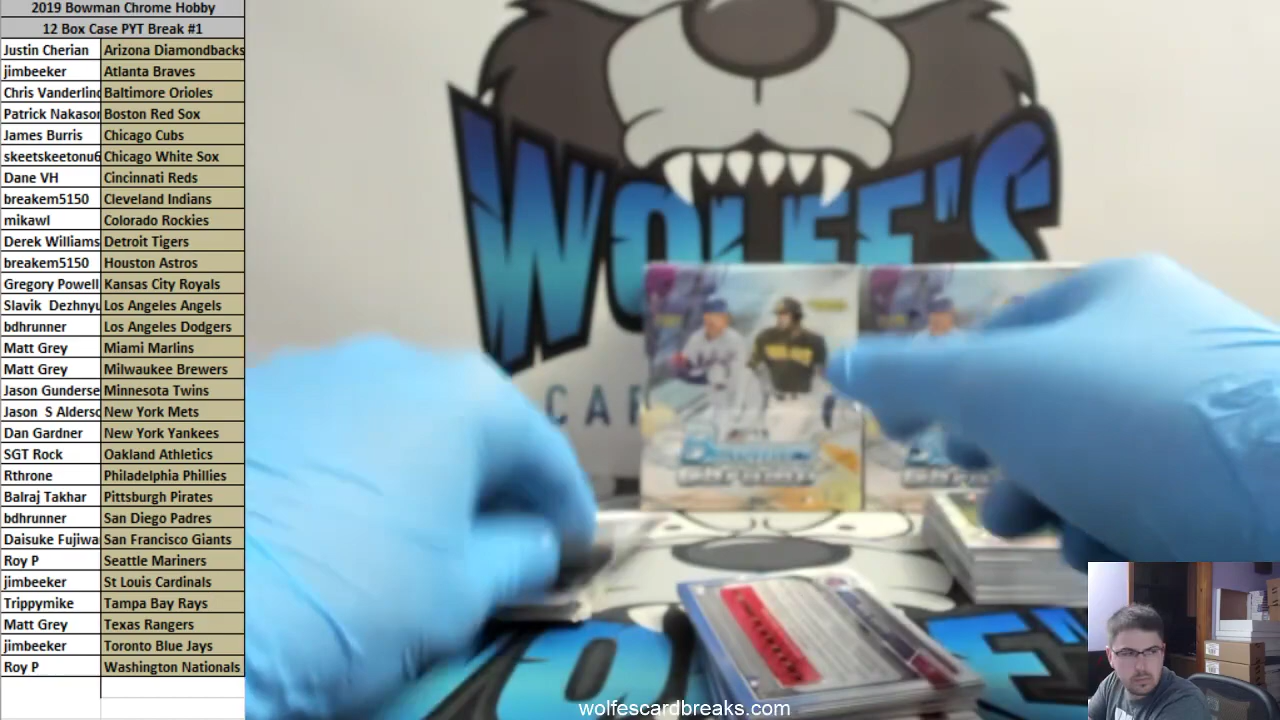 2019 Bowman Chrome Hobby
12 Box Case PYT Break #1
Justin Cherian Arizona Diamondbacks
jimbeeker Atlanta Braves
Chris Vanderlind Baltimore Orioles
Patrick Nakason Boston Red Sox
James Burris Chicago Cubs
skeetskeetonu6 Chicago White Sox
Dane VH Cincinnati Reds
breakem5150 Cleveland Indians
mikawl Colorado Rockies
Derek Williams Detroit Tigers
breakem5150 Houston Astros
Gregory Powell Kansas City Royals
Slavik Dezhnyu Los Angeles Angels
bdhrunner Los Angeles Dodgers
Matt Grey Miami Marlins
Matt Grey Milwaukee Brewers
Jason Gunderse Minnesota Twins
Jason S Alderso New York Mets
Dan Gardner New York Yankees
SGT Rock Oakland Athletics
Rthrone Philadelphia Phillies
Balraj Takhar Pittsburgh Pirates
bdhrunner San Diego Padres
Daisuke Fujiwa San Francisco Giants
Roy P Seattle Mariners
jimbeeker St Louis Cardinals
Trippymike Tampa Bay Rays
Matt Grey Texas Rangers
jimbeeker Toronto Blue Jays
Roy P Washington Nationals
WOLFE'S
CAR
Bowman
Chrome
wolfescardbreaks.com